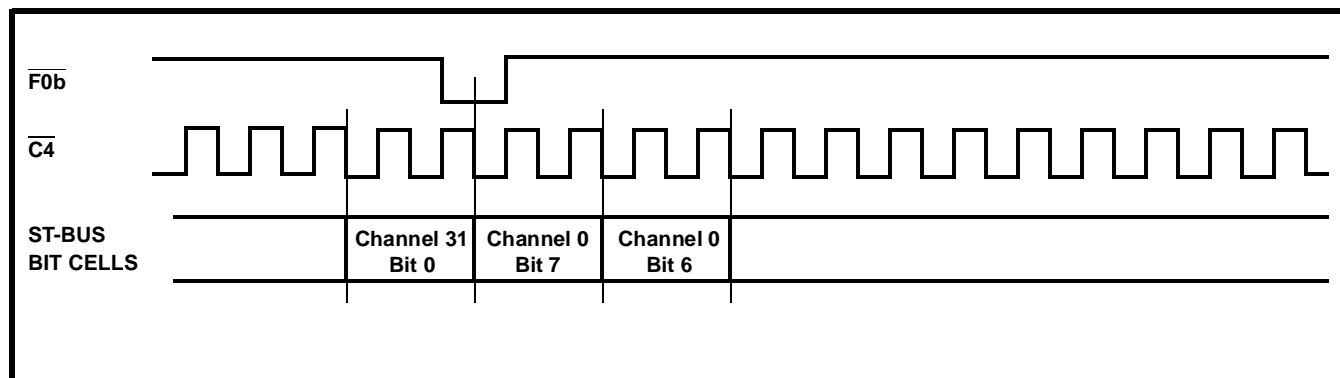 F0b
C4
ST-BUS
BIT CELLS
Channel 31
Bit 0
Channel 0
Bit 7
Channel 0
Bit 6